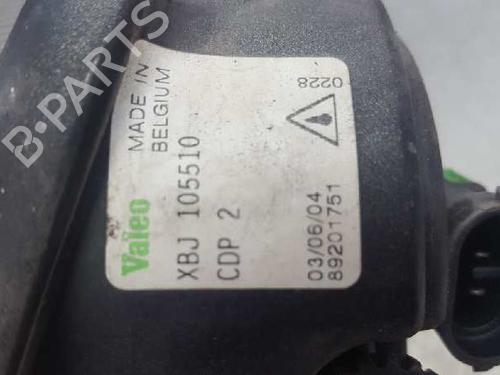 Valeo
MADE IN
BELGIUM
XBJ 105510
CDP 2
0228
03/06/04
89201751
B-PARTS